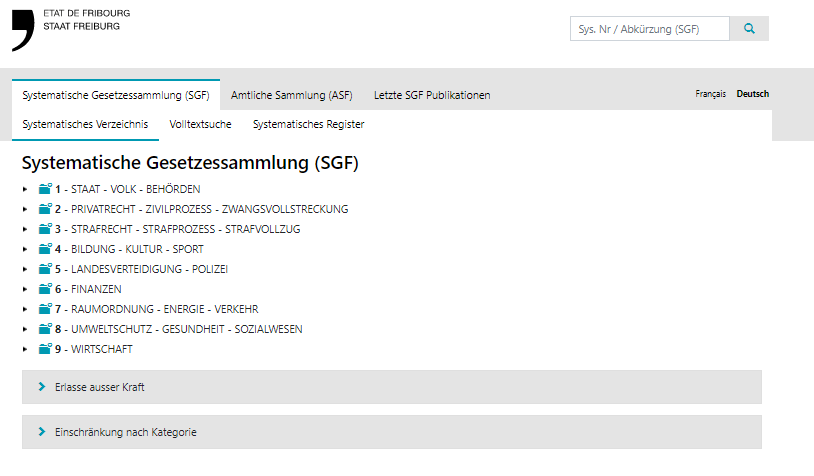 ETAT DE FRIBOURG
STAAT FREIBURG
Sys. Nr / Abkürzung (SGF)
Systematische Gesetzessammlung (SGF) Amtliche Sammlung (ASF) Letzte SGF Publikationen Français Deutsch
Systematisches Verzeichnis Volltextsuche Systematisches Register
Systematische Gesetzessammlung (SGF)
1 - STAAT - VOLK - BEHÖRDEN
2 - PRIVATRECHT - ZIVILPROZESS - ZWANGSVOLLSTRECKUNG
3 - STRAFRECHT - STRAFPROZESS - STRAFVOLLZUG
4 - BILDUNG - KULTUR - SPORT
5 - LANDESVERTEIDIGUNG - POLIZEI
6 - FINANZEN
7 - RAUMORDNUNG - ENERGIE - VERKEHR
8 - UMWELTSCHUTZ - GESUNDHEIT - SOZIALWESEN
9 - WIRTSCHAFT
Erlasse ausser Kraft
Einschränkung nach Kategorie